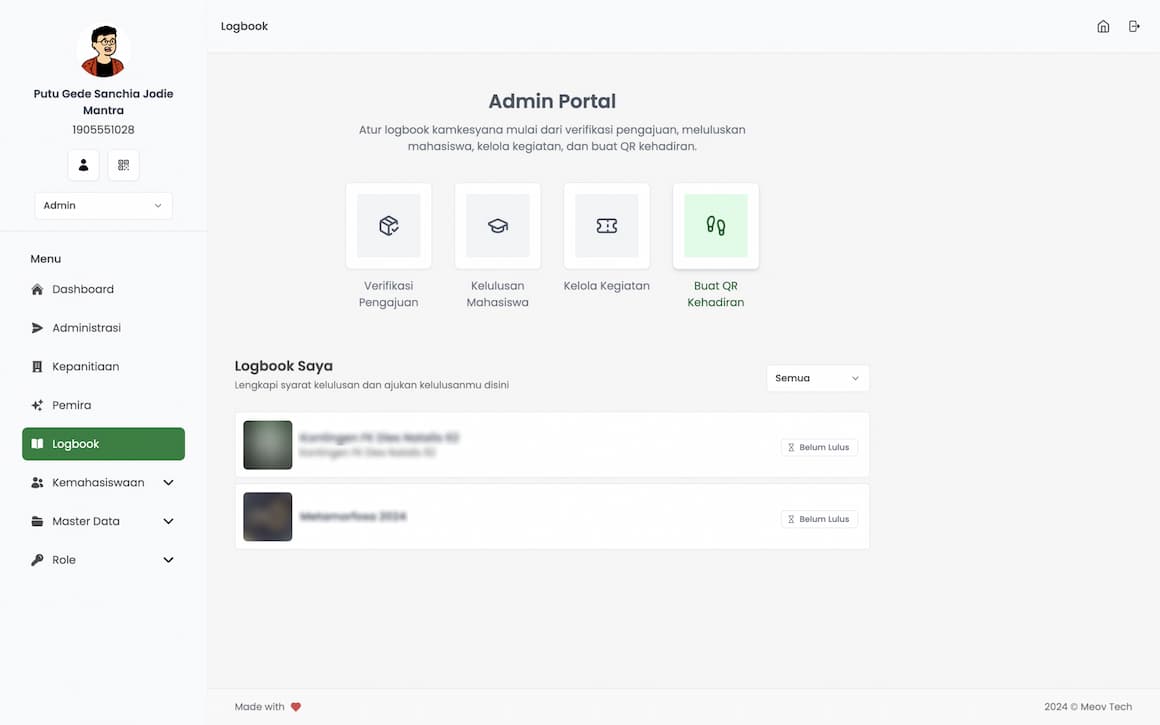 Putu Gede Sanchia Jodie
Mantra
1905551028
Admin
Menu
Dashboard
Administrasi
Kepanitiaan
Pemira
Logbook
Kemahasiswaan
Master Data
Role
Logbook
Admin Portal
Atur logbook kamkesyana mulai dari verifikasi pengajuan, meluluskan
mahasiswa, kelola kegiatan, dan buat QR kehadiran.
Verifikasi
Pengajuan
Kelulusan
Mahasiswa
Kelola Kegiatan
Buat QR
Kehadiran
Logbook Saya
Lengkapi syarat kelulusan dan ajukan kelulusanmu disini
Semua
Belum Lulus
Belum Lulus
Made with
2024 © Meov Tech